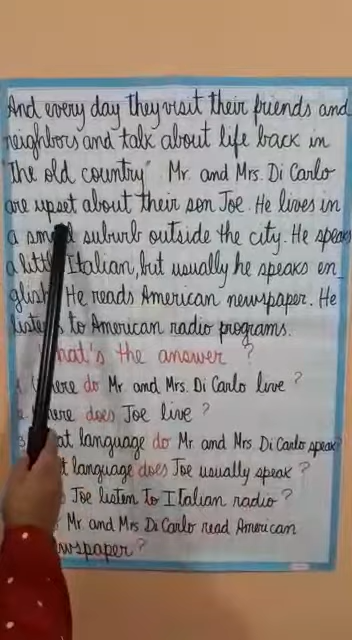 And every day they visit their friends and
neighbors and talk about life back in
"the old country" Mr. and Mrs. Di Carlo
are upset about their son Joe. He lives in
a suburb outside the city. He speaks
a little Italian, but usually he speaks en_
glish. He reads American newspaper. He
listens to American radio programs.
What's the answer ?
Where do Mr. and Mrs. Di Carlo live ?
does Joe live ?
language do Mr and Mrs Di Carlo speak?
language does Joe usually speak ?
Joe listen to Italian radio ?
Mr and Mrs Di Carlo read American
newspaper ?